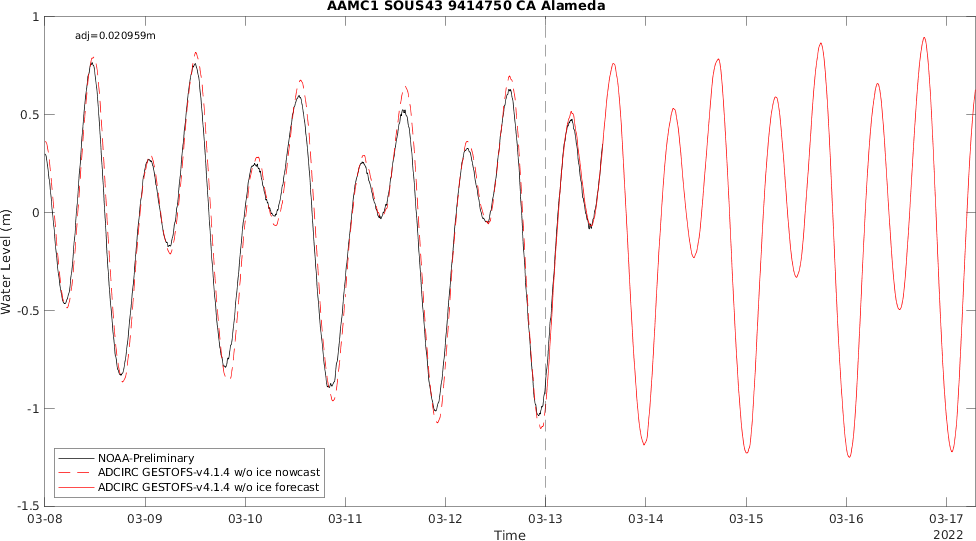 AAMC1 SOUS43 9414750 CA Alameda
adj=0.020959m
1
0.5
0
-0.5
-1
-1.5
Water Level (m)
NOAA-Preliminary
ADCIRC GESTOFS-v4.1.4 w/o ice nowcast
ADCIRC GESTOFS-v4.1.4 w/o ice forecast
03-08 03-09 03-10 03-11 03-12 03-13 03-14 03-15 03-16 03-17
Time
2022